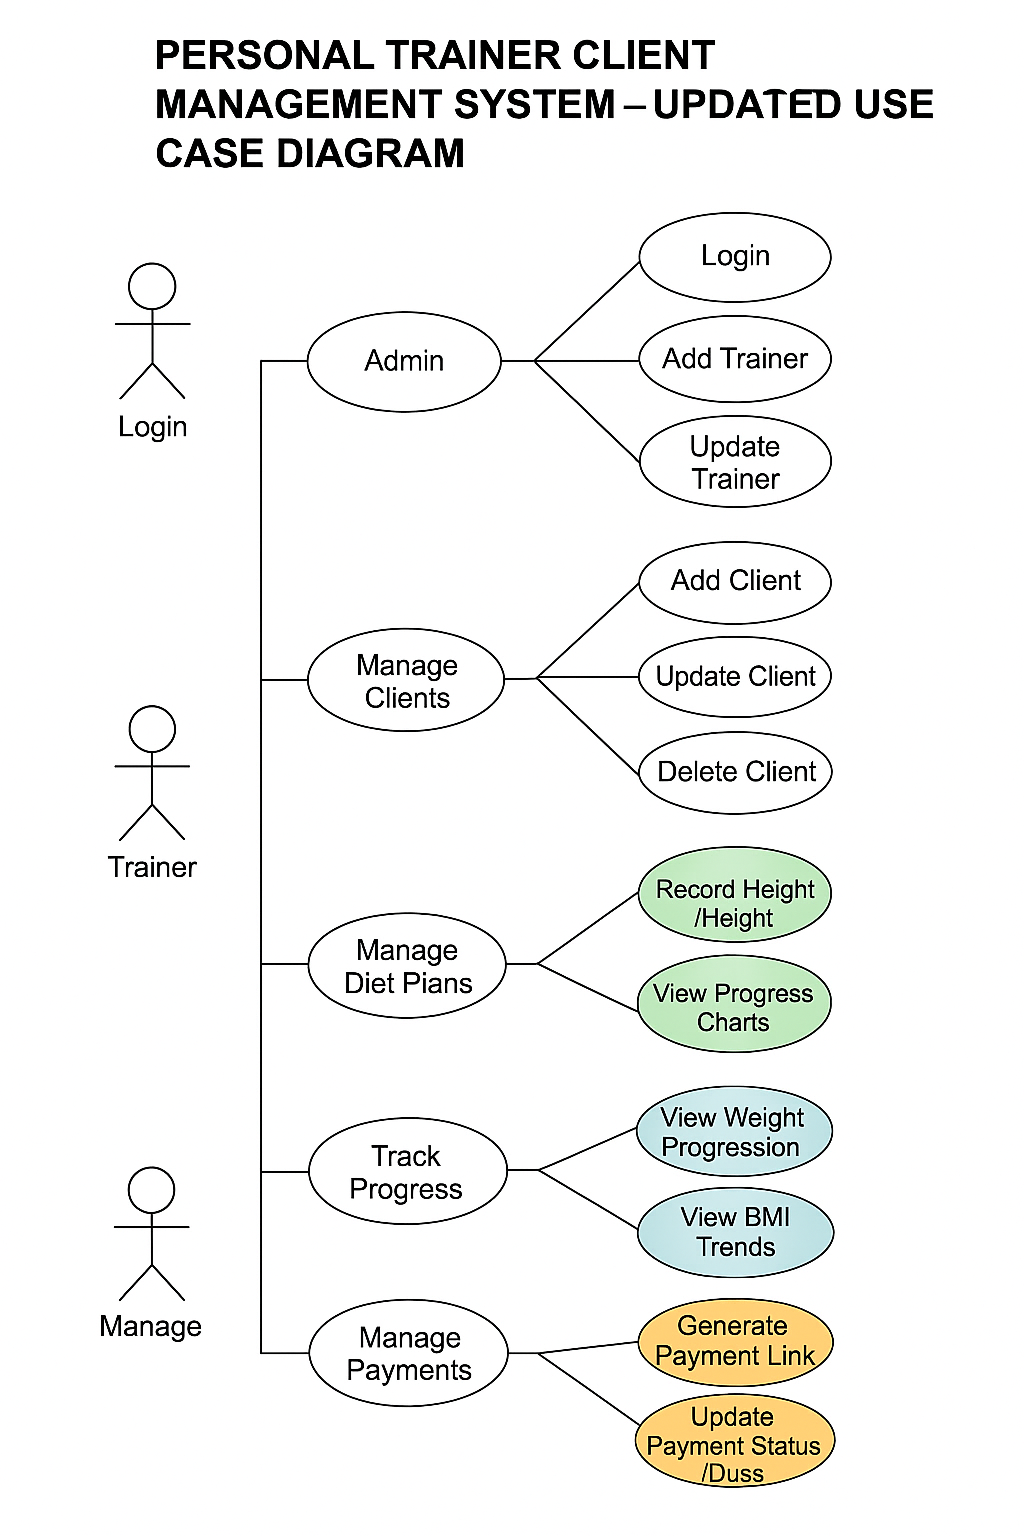 PERSONAL TRAINER CLIENT
MANAGEMENT SYSTEM – UPDATED USE
CASE DIAGRAM
Login
Admin
Login
Add Trainer
Update
Trainer
Trainer
Manage
Clients
Add Client
Update Client
Delete Client
Manage
Diet Pians
Record Height
/Height
View Progress
Charts
Manage
Track
Progress
View Weight
Progression
View BMI
Trends
Manage
Payments
Generate
Payment Link
Update
Payment Status
/Duss